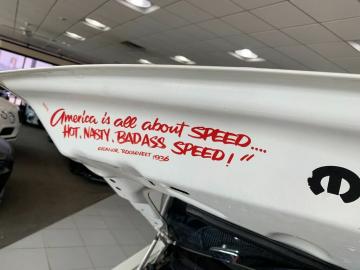 "America is all about SPEED....
HOT, NASTY, BADASS SPEED!"
ELEANOR ROOSEVELT 1936